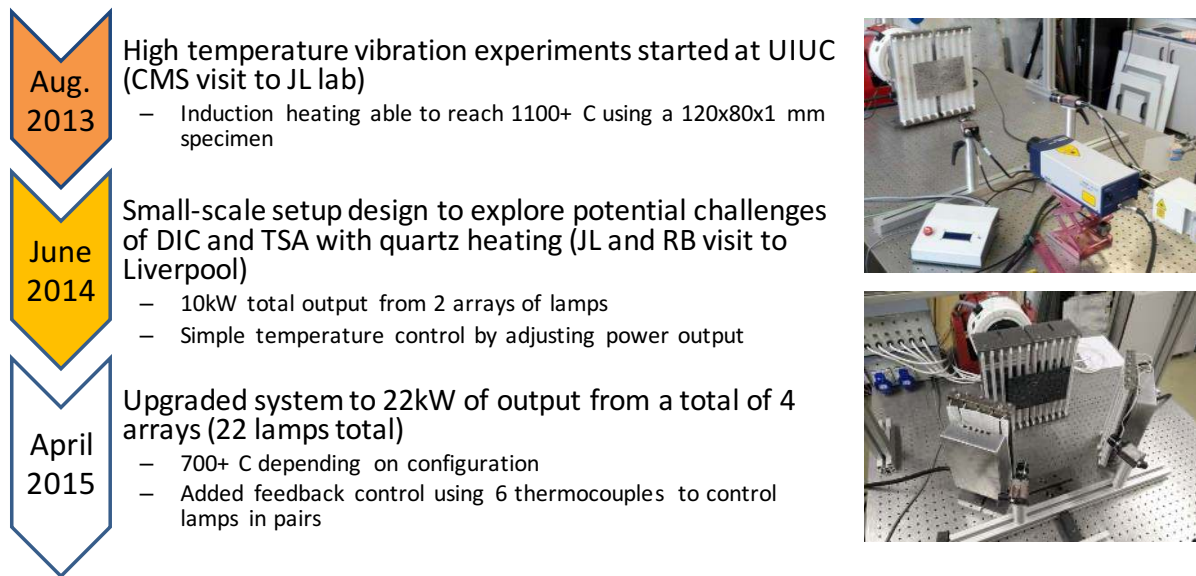 Aug.
2013
High temperature vibration experiments started at UIUC
(CMS visit to JL lab)
– Induction heating able to reach 1100+ C using a 120x80x1 mm
specimen
June
2014
Small-scale setup design to explore potential challenges
of DIC and TSA with quartz heating (JL and RB visit to
Liverpool)
– 10kW total output from 2 arrays of lamps
– Simple temperature control by adjusting power output
April
2015
Upgraded system to 22kW of output from a total of 4
arrays (22 lamps total)
– 700+ C depending on configuration
– Added feedback control using 6 thermocouples to control
lamps in pairs